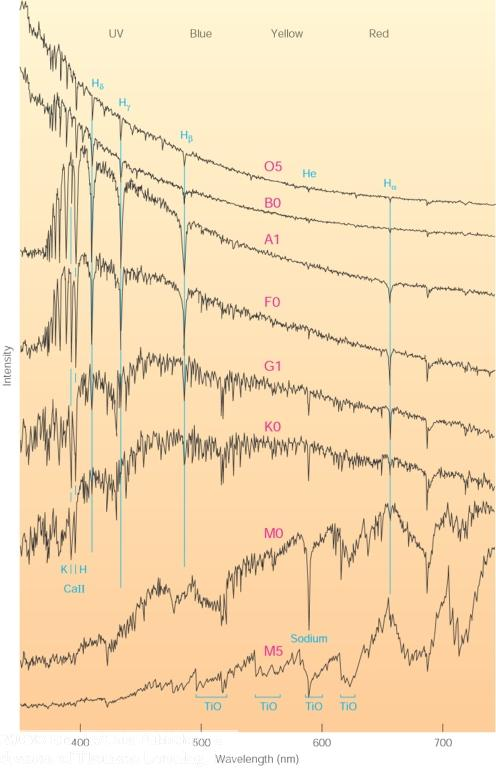 UV Blue Yellow Red
Hδ
Hγ
Hβ
O5
He
Hα
B0
A1
F0
G1
K0
M0
K H
CaII
Sodium
M5
TiO TiO TiO TiO
400 500 600 700
Wavelength (nm)
Intensity